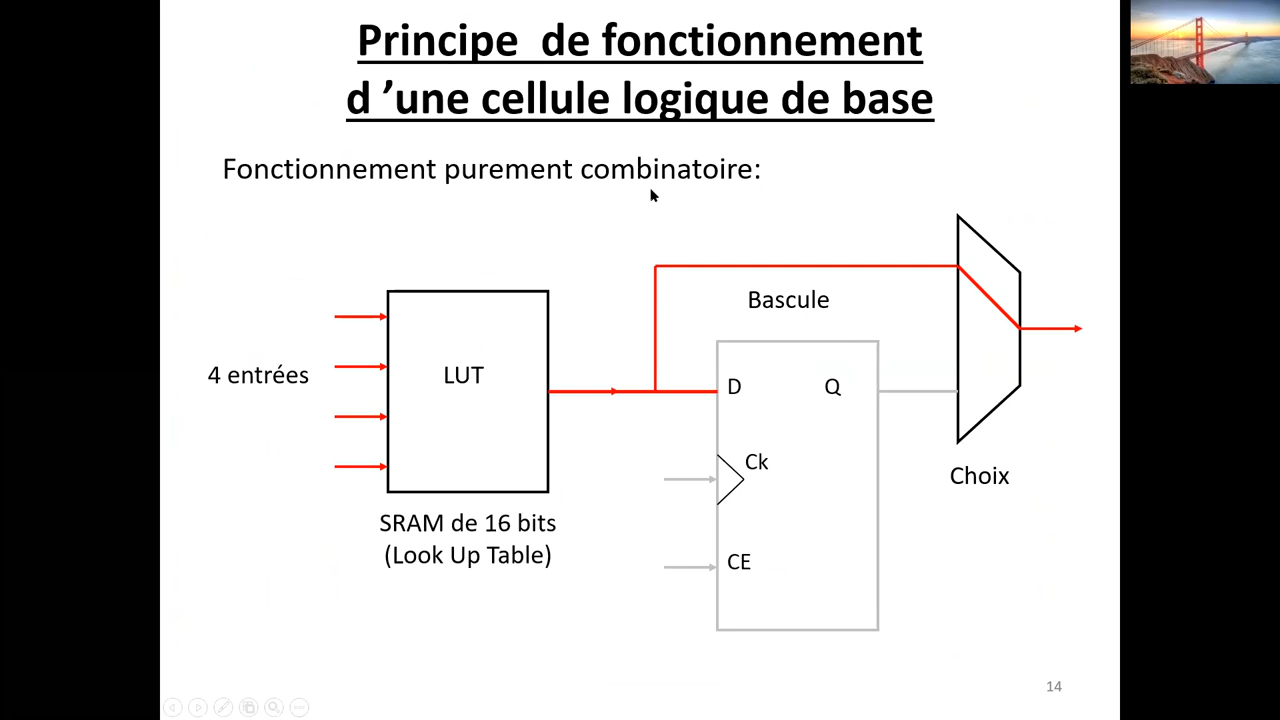 Principe de fonctionnement
d ’une cellule logique de base
Fonctionnement purement combinatoire:
Bascule
4 entrées
LUT
D
Q
Ck
Choix
SRAM de 16 bits
(Look Up Table)
CE
14